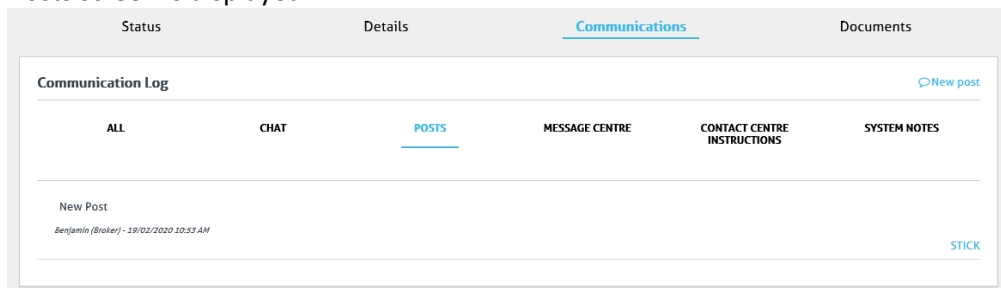 Status Details Communications Documents
Communication Log New post
ALL CHAT POSTS MESSAGE CENTRE CONTACT CENTRE INSTRUCTIONS SYSTEM NOTES
New Post
Benjamin (Broker) - 19/02/2020 10:53 AM
STICK